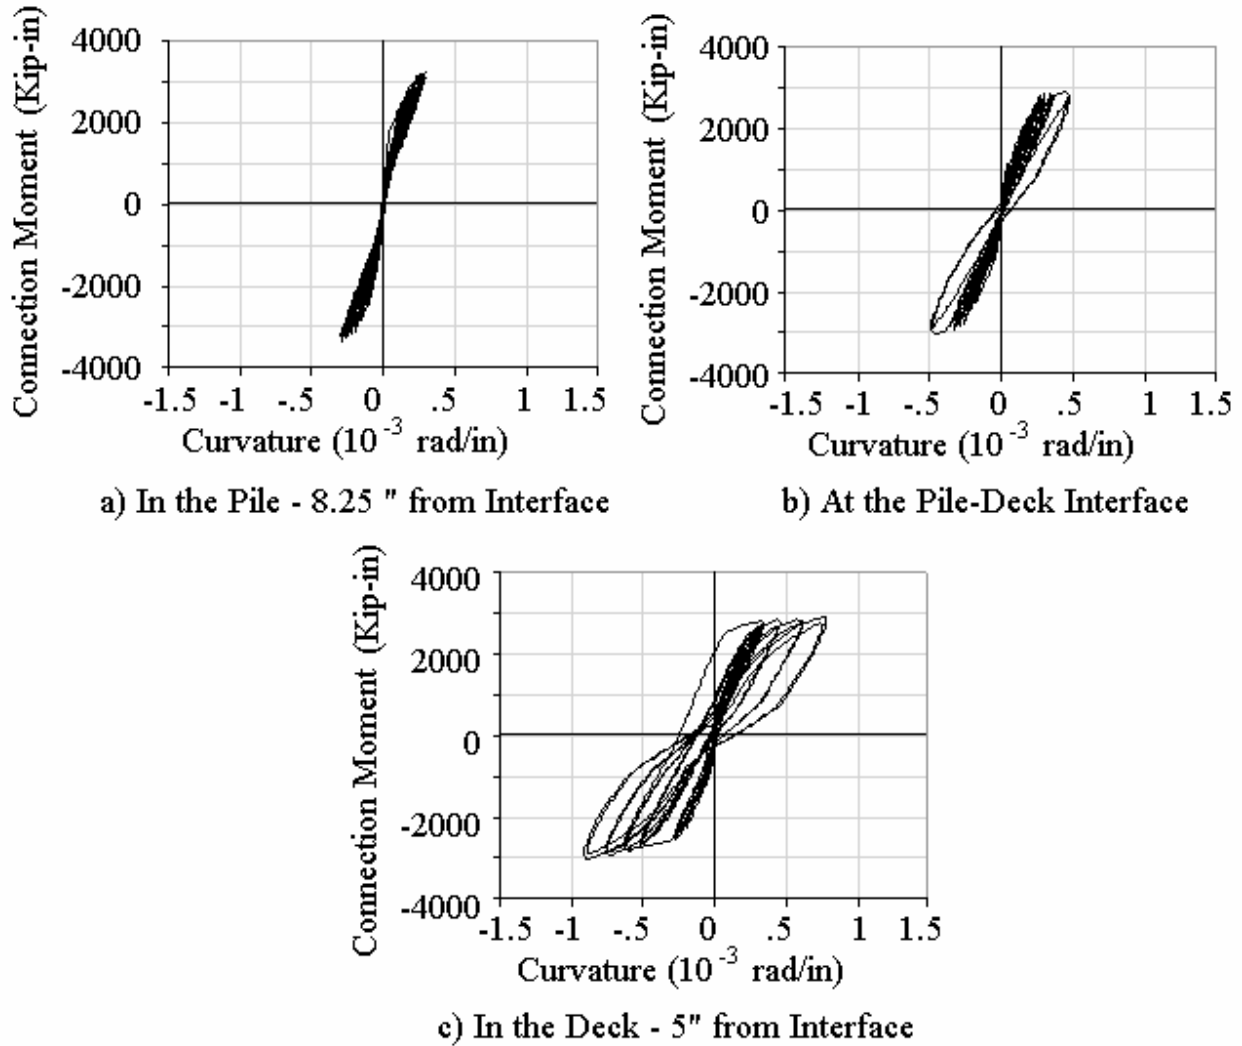 Connection Moment (Kip-in)
4000
2000
0
-2000
-4000
-1.5 -1 -.5 0 .5 1 1.5
Curvature (10⁻³ rad/in)
a) In the Pile - 8.25 " from Interface
Connection Moment (Kip-in)
4000
2000
0
-2000
-4000
-1.5 -1 -.5 0 .5 1 1.5
Curvature (10⁻³ rad/in)
b) At the Pile-Deck Interface
Connection Moment (Kip-in)
4000
2000
0
-2000
-4000
-1.5 -1 -.5 0 .5 1 1.5
Curvature (10⁻³ rad/in)
c) In the Deck - 5" from Interface